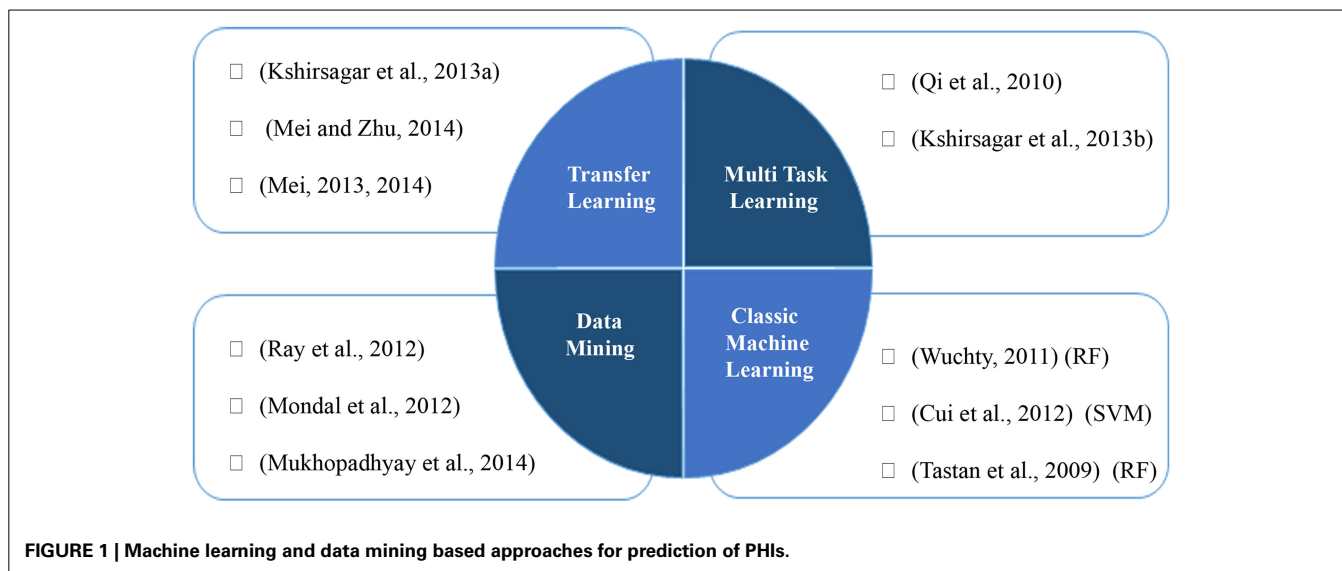 □ (Kshirsagar et al., 2013a)
□ (Mei and Zhu, 2014)
□ (Mei, 2013, 2014)
Transfer
Learning
Multi Task
Learning
□ (Qi et al., 2010)
□ (Kshirsagar et al., 2013b)
□ (Ray et al., 2012)
□ (Mondal et al., 2012)
□ (Mukhopadhyay et al., 2014)
Data
Mining
Classic
Machine
Learning
□ (Wuchty, 2011) (RF)
□ (Cui et al., 2012) (SVM)
□ (Tastan et al., 2009) (RF)
FIGURE 1 | Machine learning and data mining based approaches for prediction of PHIs.